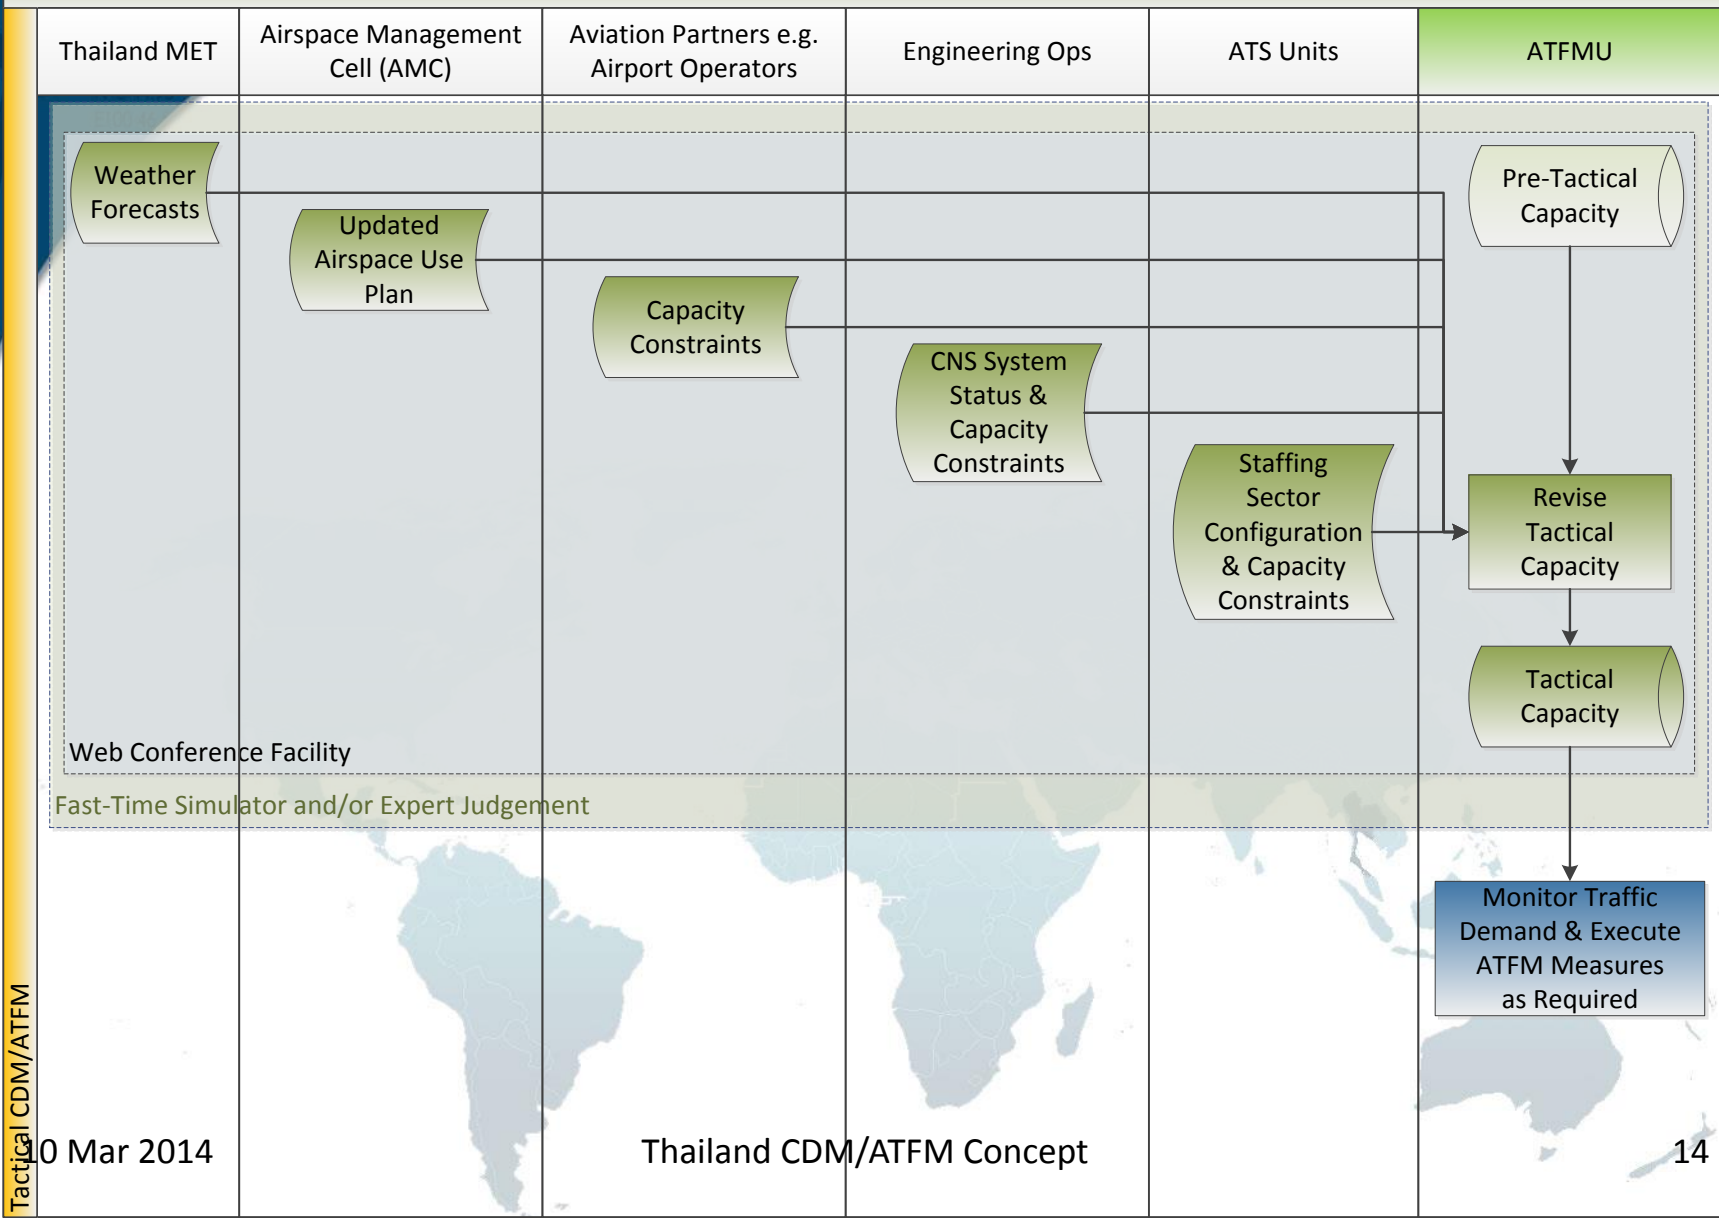 Thailand MET
Airspace Management
Cell (AMC)
Aviation Partners e.g.
Airport Operators
Engineering Ops
ATS Units
ATFMU
Weather
Forecasts
Updated
Airspace Use
Plan
Capacity
Constraints
CNS System
Status &
Capacity
Constraints
Staffing
Sector
Configuration
& Capacity
Constraints
Pre-Tactical
Capacity
Revise
Tactical
Capacity
Tactical
Capacity
Web Conference Facility
Fast-Time Simulator and/or Expert Judgement
Monitor Traffic
Demand & Execute
ATFM Measures
as Required
Tactical CDM/ATFM
10 Mar 2014
Thailand CDM/ATFM Concept
14